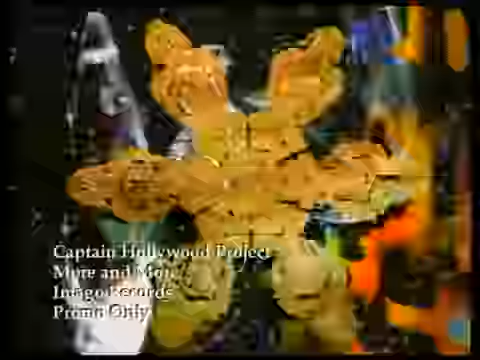 Captain Hollywood Project
More and More
Imago Records
Promo Only